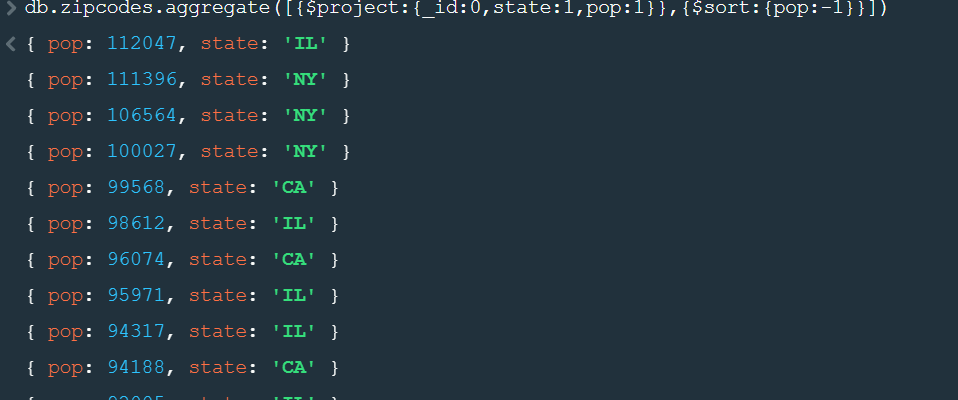 db.zipcodes.aggregate([{$project:{_id:0,state:1,pop:1}},{$sort:{pop:-1}}])
{ pop: 112047, state: 'IL' }
{ pop: 111396, state: 'NY' }
{ pop: 106564, state: 'NY' }
{ pop: 100027, state: 'NY' }
{ pop: 99568, state: 'CA' }
{ pop: 98612, state: 'IL' }
{ pop: 96074, state: 'CA' }
{ pop: 95971, state: 'IL' }
{ pop: 94317, state: 'IL' }
{ pop: 94188, state: 'CA' }